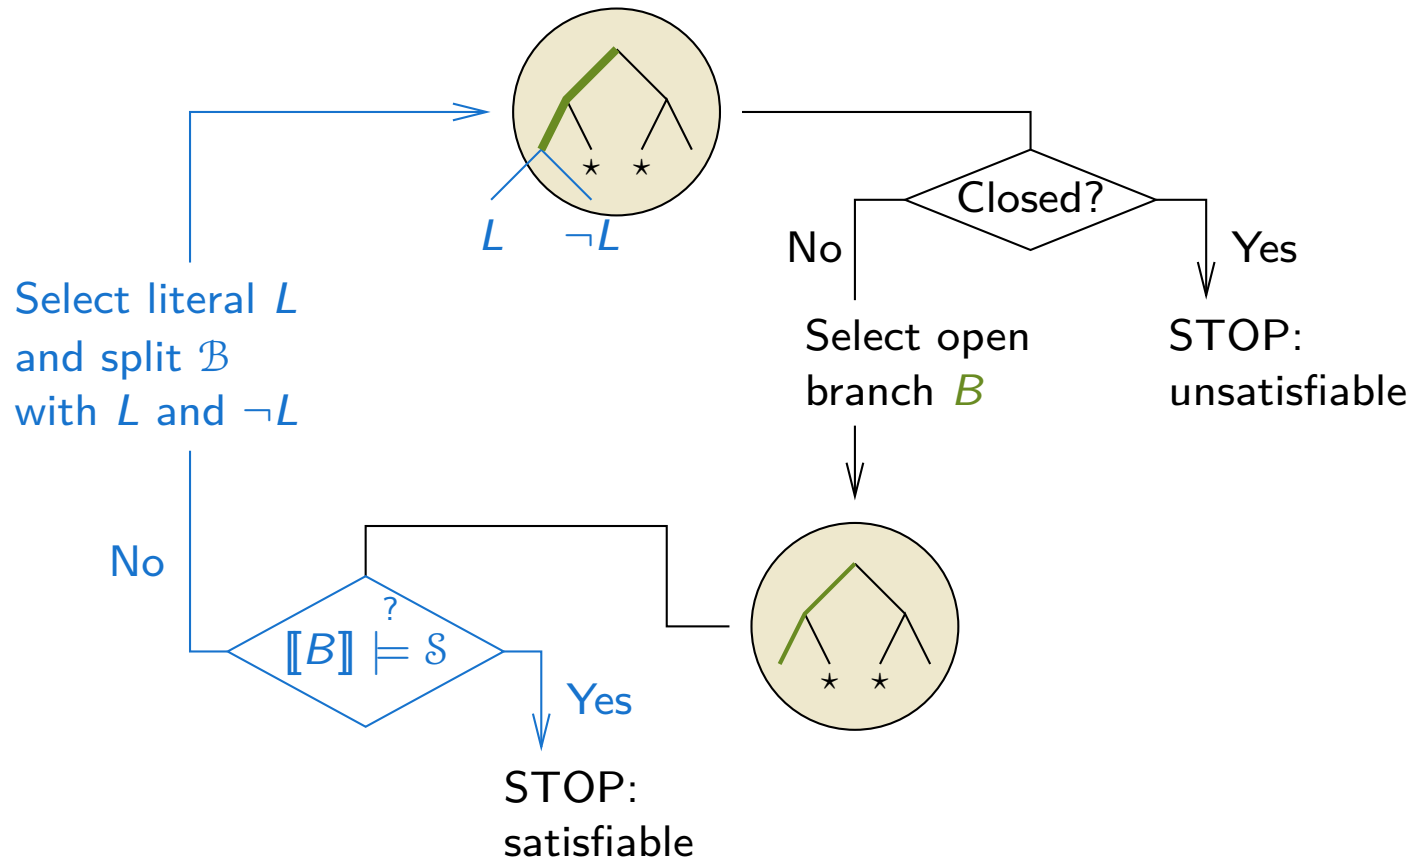 ⋆ ⋆
Closed?
L ¬L
No
Yes
Select literal L
and split ℬ
with L and ¬L
Select open
branch B
STOP:
unsatisfiable
No
?
⟦B⟧ ⊨ 𝒮
⋆ ⋆
Yes
STOP:
satisfiable